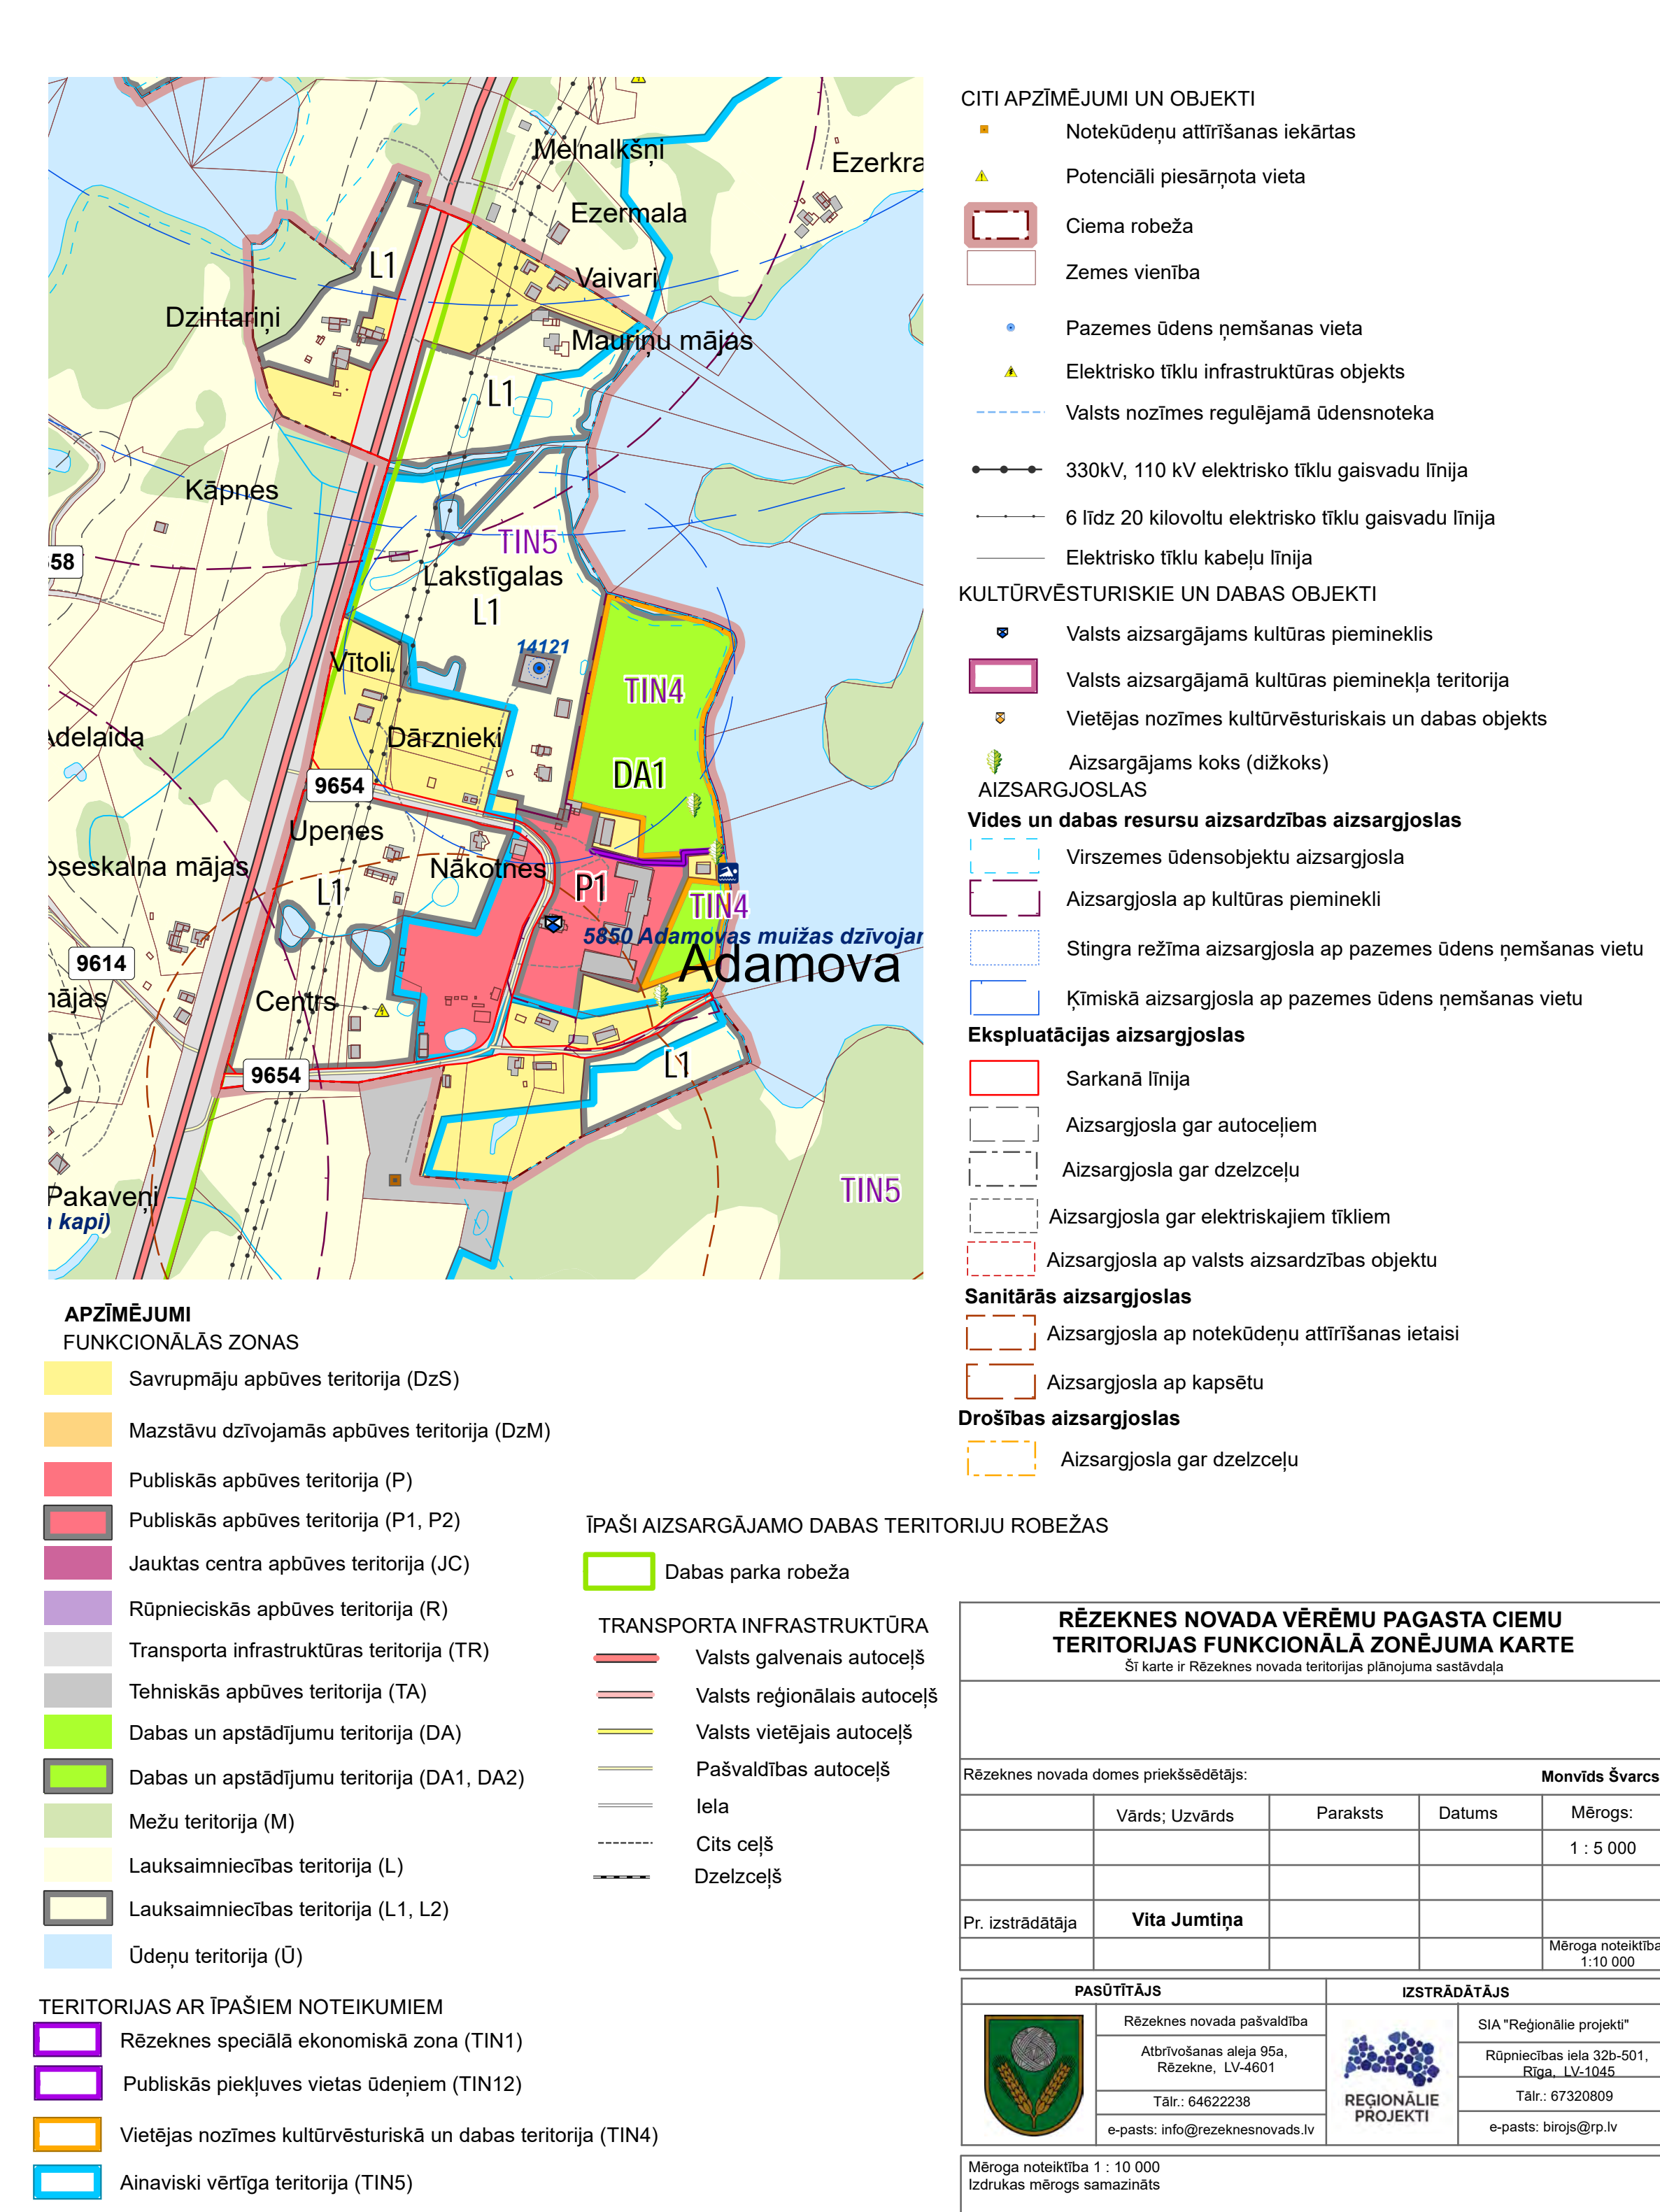 Melnalkšņi
Ezerkra
Ezermala
L1
Vaivari
Dzintariņi
Mauriņu mājas
L1
Kāpnes
TIN5
58
Lakstīgalas
L1
14121
Vītoli
TIN4
Adelaida
Dārznieki
DA1
9654
Upenes
oseskalna mājas
Nākotnes
L1
P1
TIN4
5850 Adamovas muižas dzīvojar
9614
Adamova
nājas
Centrs
L1
9654
TIN5
Pakaveņi
a kapi)
CITI APZĪMĒJUMI UN OBJEKTI
Notekūdeņu attīrīšanas iekārtas
Potenciāli piesārņota vieta
Ciema robeža
Zemes vienība
Pazemes ūdens ņemšanas vieta
Elektrisko tīklu infrastruktūras objekts
Valsts nozīmes regulējamā ūdensnoteka
330kV, 110 kV elektrisko tīklu gaisvadu līnija
6 līdz 20 kilovoltu elektrisko tīklu gaisvadu līnija
Elektrisko tīklu kabeļu līnija
KULTŪRVĒSTURISKIE UN DABAS OBJEKTI
Valsts aizsargājams kultūras piemineklis
Valsts aizsargājamā kultūras pieminekļa teritorija
Vietējas nozīmes kultūrvēsturiskais un dabas objekts
Aizsargājams koks (dižkoks)
AIZSARGJOSLAS
Vides un dabas resursu aizsardzības aizsargjoslas
Virszemes ūdensobjektu aizsargjosla
Aizsargjosla ap kultūras pieminekli
Stingra režīma aizsargjosla ap pazemes ūdens ņemšanas vietu
Ķīmiskā aizsargjosla ap pazemes ūdens ņemšanas vietu
Ekspluatācijas aizsargjoslas
Sarkanā līnija
Aizsargjosla gar autoceļiem
Aizsargjosla gar dzelzceļu
Aizsargjosla gar elektriskajiem tīkliem
Aizsargjosla ap valsts aizsardzības objektu
Sanitārās aizsargjoslas
Aizsargjosla ap notekūdeņu attīrīšanas ietaisi
Aizsargjosla ap kapsētu
Drošības aizsargjoslas
Aizsargjosla gar dzelzceļu
APZĪMĒJUMI
FUNKCIONĀLĀS ZONAS
Savrupmāju apbūves teritorija (DzS)
Mazstāvu dzīvojamās apbūves teritorija (DzM)
Publiskās apbūves teritorija (P)
Publiskās apbūves teritorija (P1, P2)
Jauktas centra apbūves teritorija (JC)
Rūpnieciskās apbūves teritorija (R)
Transporta infrastruktūras teritorija (TR)
Tehniskās apbūves teritorija (TA)
Dabas un apstādījumu teritorija (DA)
Dabas un apstādījumu teritorija (DA1, DA2)
Mežu teritorija (M)
Lauksaimniecības teritorija (L)
Lauksaimniecības teritorija (L1, L2)
Ūdeņu teritorija (Ū)
TERITORIJAS AR ĪPAŠIEM NOTEIKUMIEM
Rēzeknes speciālā ekonomiskā zona (TIN1)
Publiskās piekļuves vietas ūdeņiem (TIN12)
Vietējas nozīmes kultūrvēsturiskā un dabas teritorija (TIN4)
Ainaviski vērtīga teritorija (TIN5)
ĪPAŠI AIZSARGĀJAMO DABAS TERITORIJU ROBEŽAS
Dabas parka robeža
TRANSPORTA INFRASTRUKTŪRA
Valsts galvenais autoceļš
Valsts reģionālais autoceļš
Valsts vietējais autoceļš
Pašvaldības autoceļš
Iela
Cits ceļš
Dzelzceļš
RĒZEKNES NOVADA VĒRĒMU PAGASTA CIEMU
TERITORIJAS FUNKCIONĀLĀ ZONĒJUMA KARTE
Šī karte ir Rēzeknes novada teritorijas plānojuma sastāvdaļa
Rēzeknes novada domes priekšsēdētājs: Monvīds Švarcs
Vārds; Uzvārds Paraksts Datums Mērogs:
1 : 5 000
Pr. izstrādātāja Vita Jumtiņa
Mēroga noteiktība
1:10 000
PASŪTĪTĀJS IZSTRĀDĀTĀJS
Rēzeknes novada pašvaldība
Atbrīvošanas aleja 95a,
Rēzekne, LV-4601
Tālr.: 64622238
e-pasts: info@rezeknesnovads.lv
REĢIONĀLIE
PROJEKTI
SIA "Reģionālie projekti"
Rūpniecības iela 32b-501,
Rīga, LV-1045
Tālr.: 67320809
e-pasts: birojs@rp.lv
Mēroga noteiktība 1 : 10 000
Izdrukas mērogs samazināts